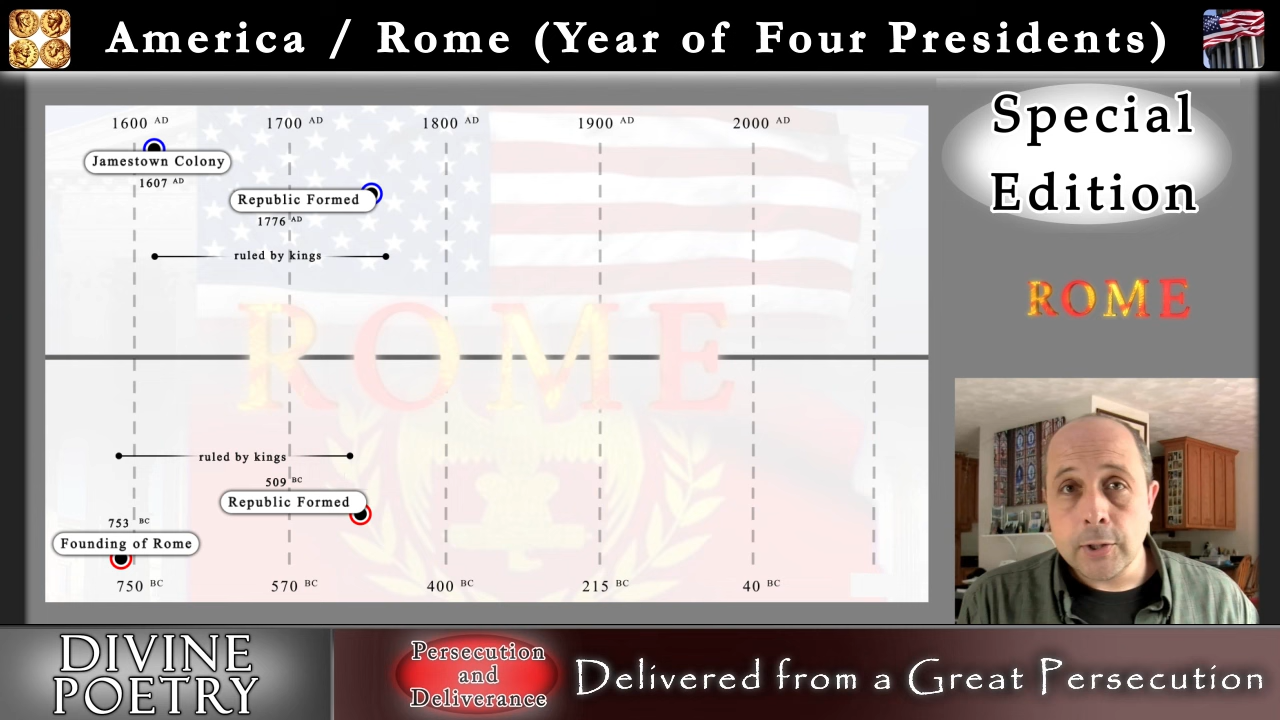 America / Rome (Year of Four Presidents)
1600 AD 1700 AD 1800 AD 1900 AD 2000 AD
Jamestown Colony
1607 AD
Republic Formed
1776 AD
ruled by kings
ROME
ruled by kings
509 BC
Republic Formed
753 BC
Founding of Rome
750 BC 570 BC 400 BC 215 BC 40 BC
Special
Edition
ROME
DIVINE
POETRY
Persecution
and
Deliverance
Delivered from a Great Persecution